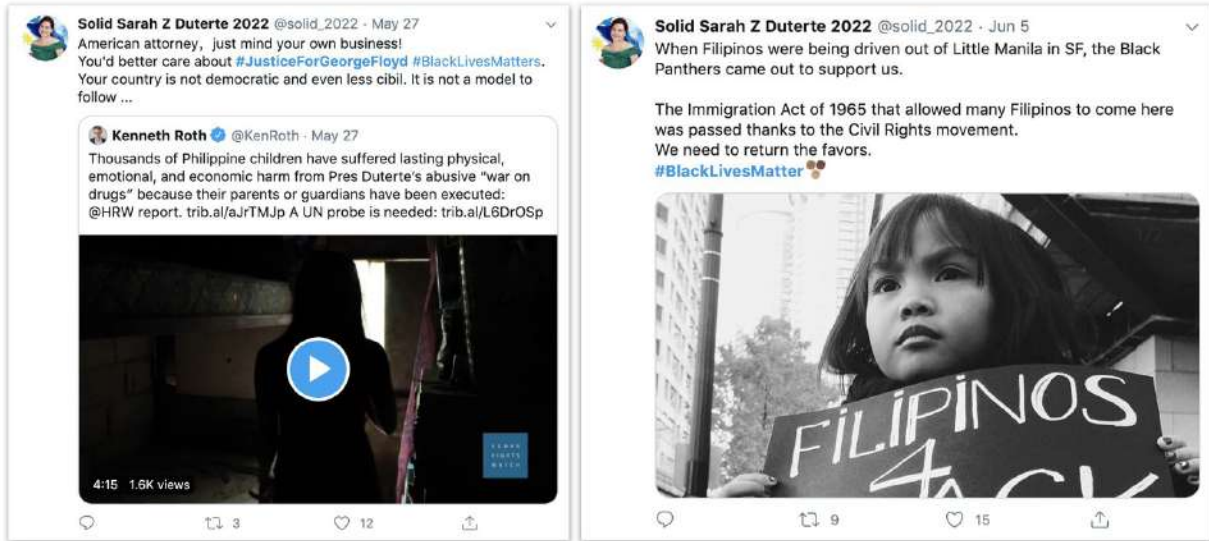 Solid Sarah Z Duterte 2022 @solid_2022 · May 27
American attorney, just mind your own business!
You'd better care about #JusticeForGeorgeFloyd #BlackLivesMatters.
Your country is not democratic and even less cibil. It is not a model to
follow ...
Kenneth Roth @KenRoth · May 27
Thousands of Philippine children have suffered lasting physical,
emotional, and economic harm from Pres Duterte's abusive "war on
drugs" because their parents or guardians have been executed:
@HRW report. trib.al/aJrTMJp A UN probe is needed: trib.al/L6DrOSp
HUMAN
RIGHTS
WATCH
4:15 1.6K views
3 12
Solid Sarah Z Duterte 2022 @solid_2022 · Jun 5
When Filipinos were being driven out of Little Manila in SF, the Black
Panthers came out to support us.
The Immigration Act of 1965 that allowed many Filipinos to come here
was passed thanks to the Civil Rights movement.
We need to return the favors.
#BlackLivesMatter
FILIPINOS
4
9 15